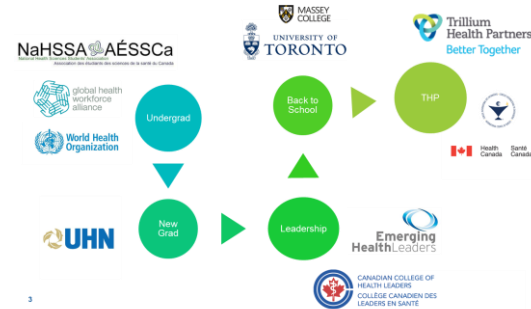 MASSEY
COLLEGE
UNIVERSITY OF
TORONTO
Trillium
Health Partners
Better Together
NaHSSA AÉSSCa
National Health Sciences Students' Association
Association des étudiants des sciences de la santé du Canada
global health
workforce
alliance
World Health
Organization
Undergrad
Back to
School
THP
Health
Canada
Santé
Canada
UHN
New
Grad
Leadership
Emerging
HealthLeaders
CANADIAN COLLEGE OF
HEALTH LEADERS
COLLÈGE CANADIEN DES
LEADERS EN SANTÉ
3